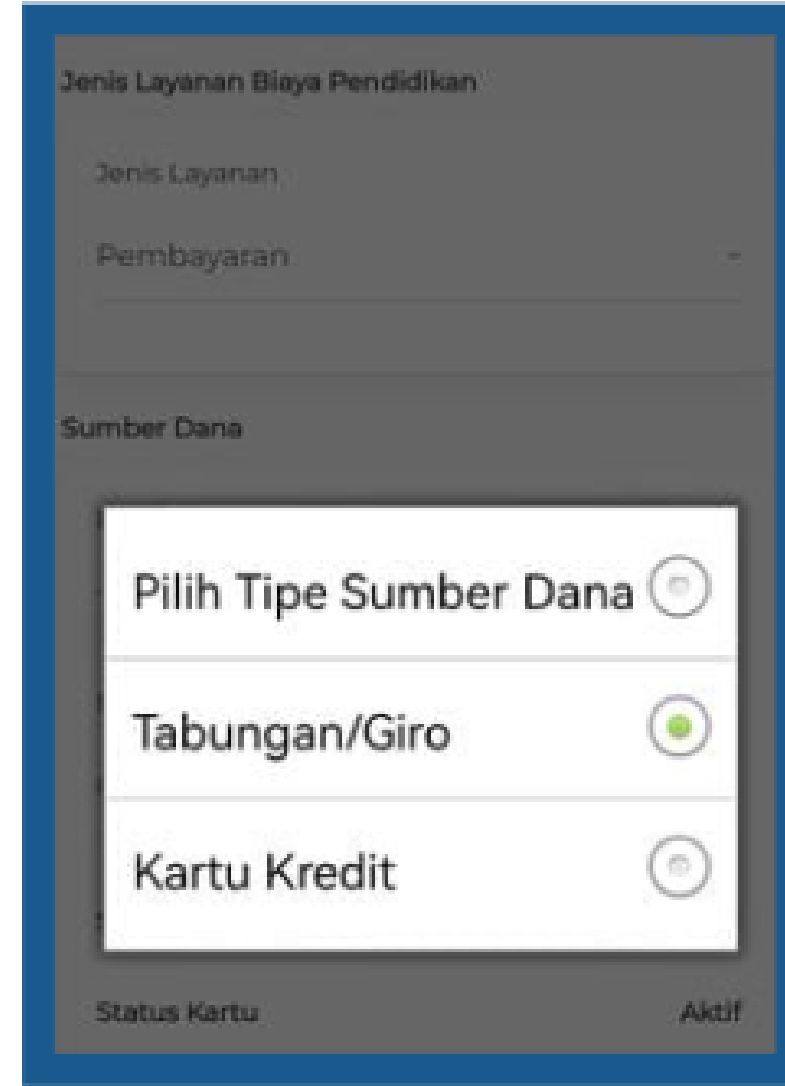 Jenis Layanan Biaya Pendidikan
Jenis Layanan
Pembayaran
Sumber Dana
Pilih Tipe Sumber Dana
Tabungan/Giro
Kartu Kredit
Status Kartu Aktif